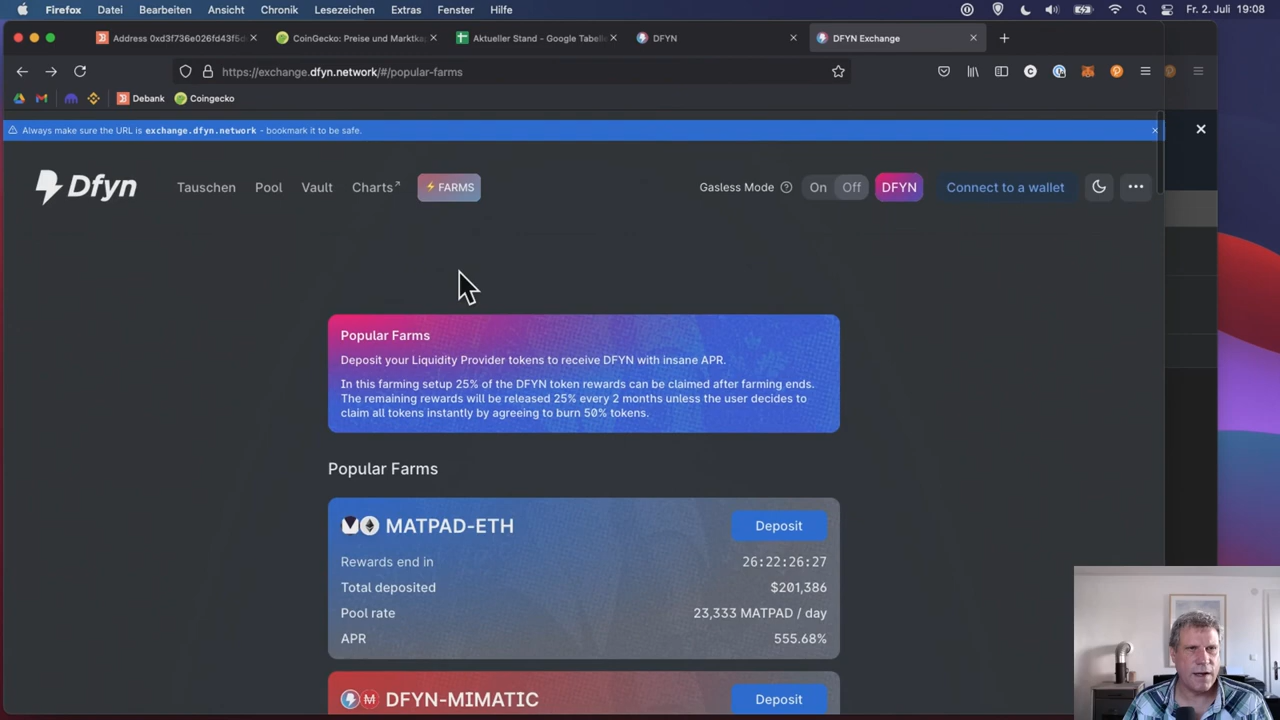 Firefox Datei Bearbeiten Ansicht Chronik Lesezeichen Extras Fenster Hilfe Fr. 2. Juli 19:08
Address 0xd3f736e026fd43f5d CoinGecko: Preise und Marktka Aktueller Stand - Google Tabelle DFYN DFYN Exchange
https://exchange.dfyn.network/#/popular-farms
Debank Coingecko
Always make sure the URL is exchange.dfyn.network - bookmark it to be safe.
Dfyn Tauschen Pool Vault Charts FARMS Gasless Mode On Off DFYN Connect to a wallet
Popular Farms
Deposit your Liquidity Provider tokens to receive DFYN with insane APR.
In this farming setup 25% of the DFYN token rewards can be claimed after farming ends.
The remaining rewards will be released 25% every 2 months unless the user decides to
claim all tokens instantly by agreeing to burn 50% tokens.
Popular Farms
MATPAD-ETH Deposit
Rewards end in 26:22:26:27
Total deposited $201,386
Pool rate 23,333 MATPAD / day
APR 555.68%
DFYN-MIMATIC Deposit